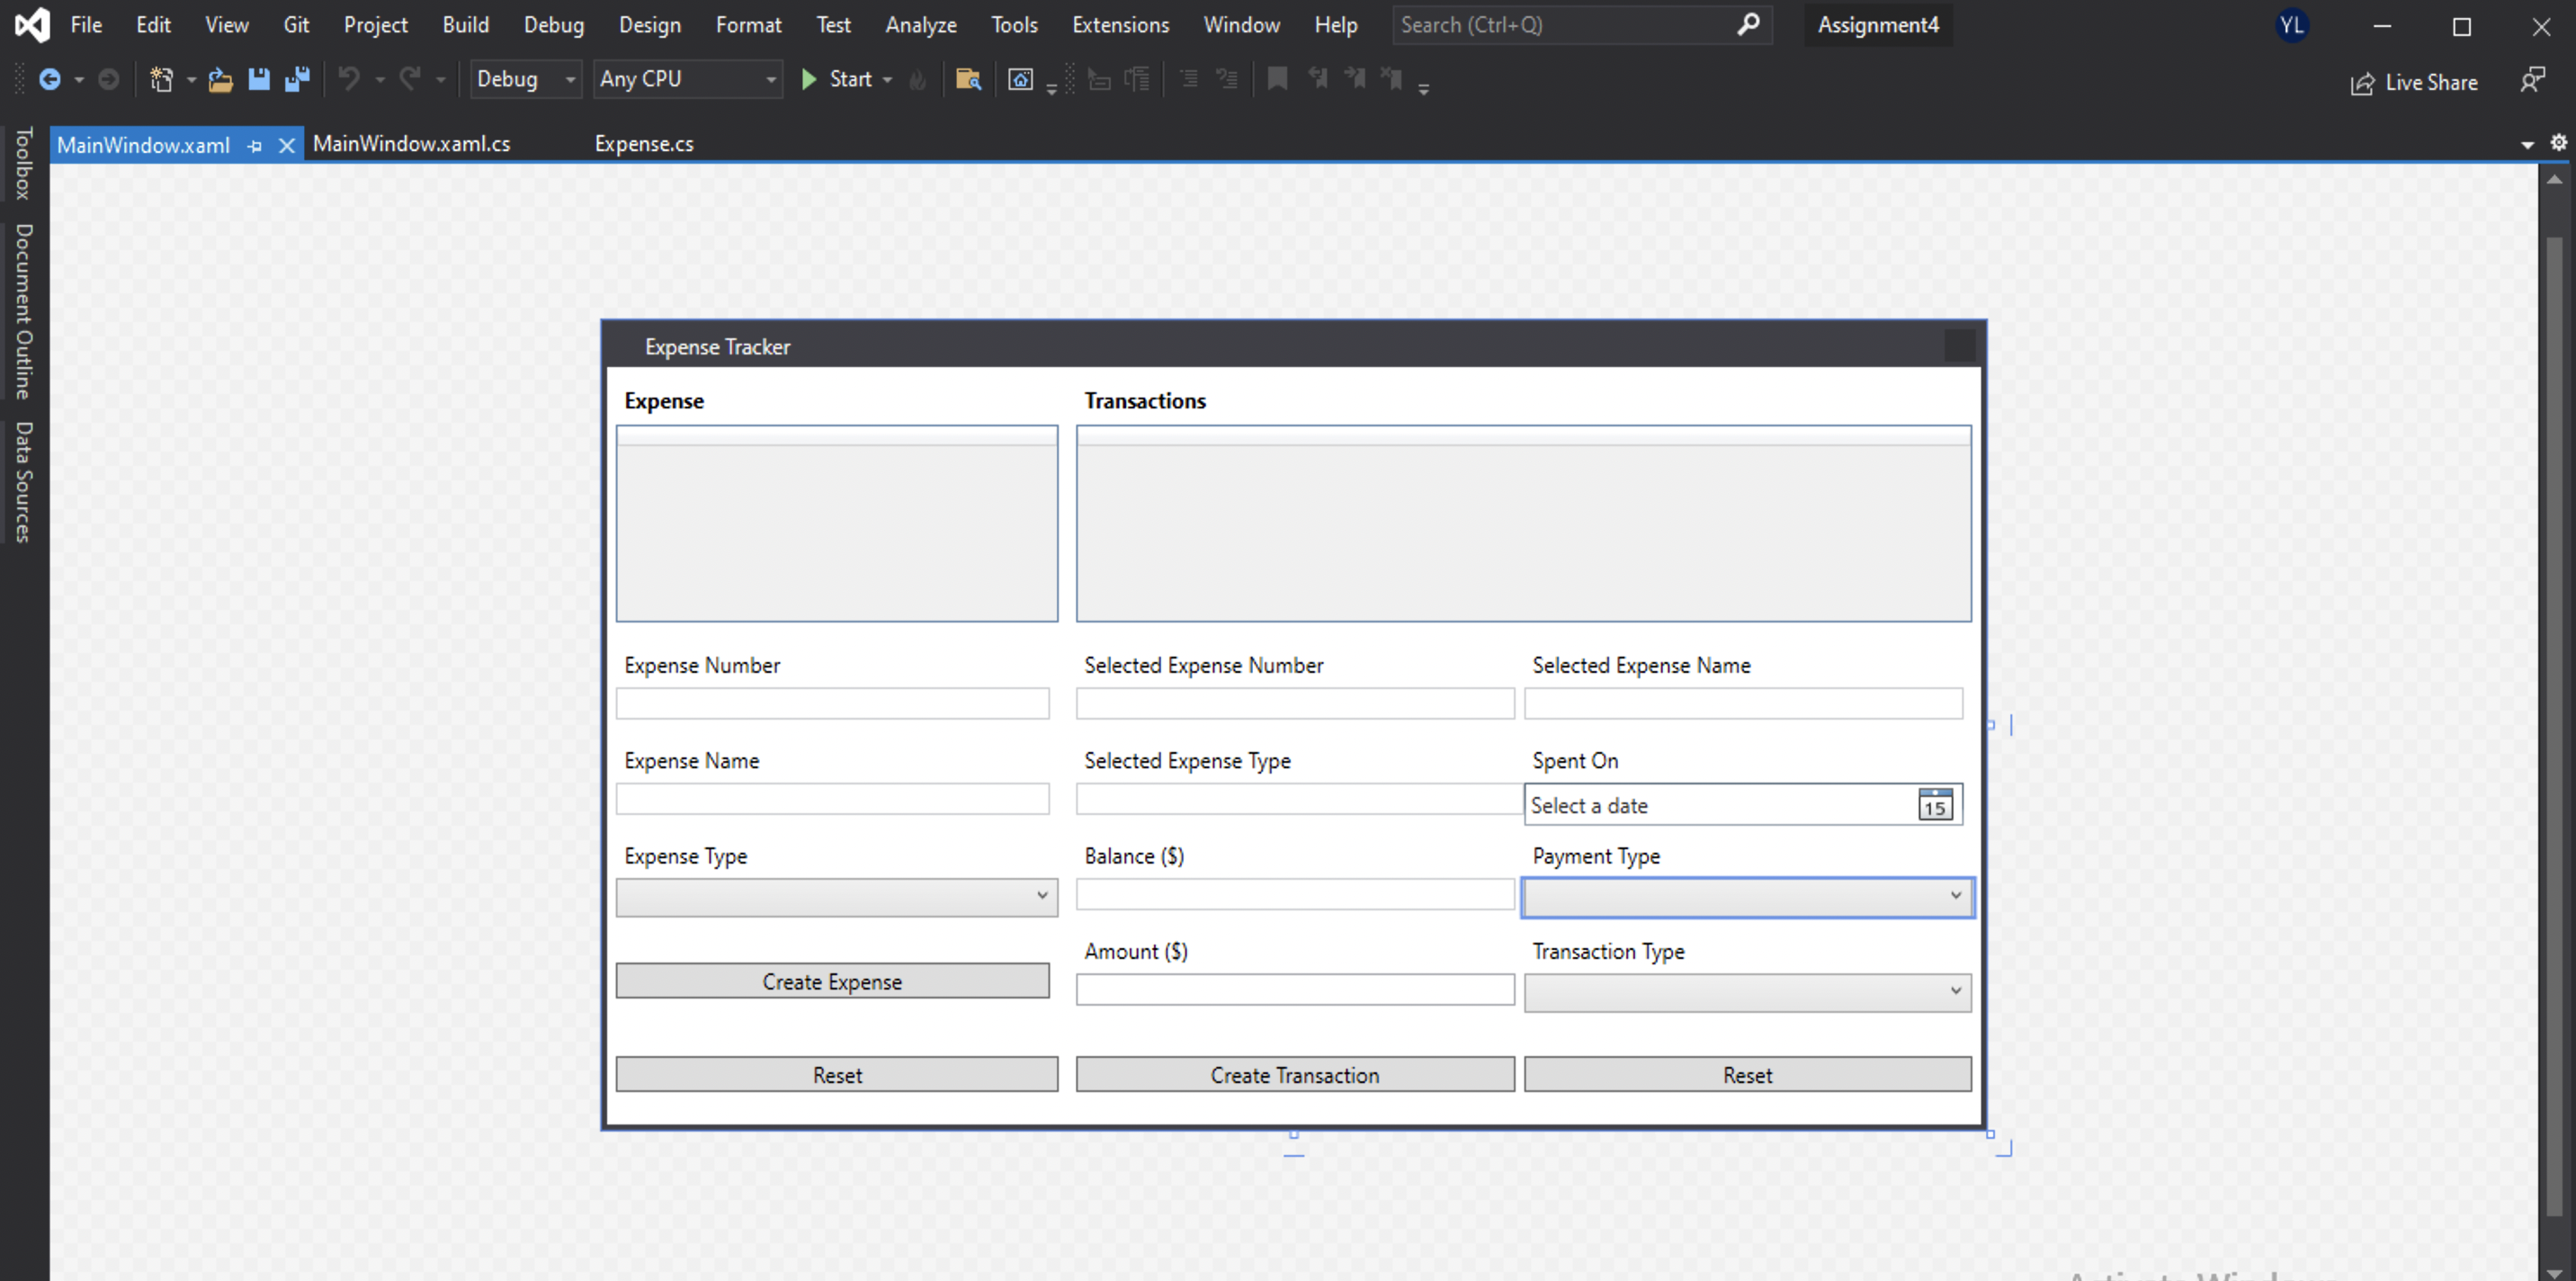 File Edit View Git Project Build Debug Design Format Test Analyze Tools Extensions Window Help Search (Ctrl+Q) Assignment4 YL
Debug Any CPU Start Live Share
MainWindow.xaml MainWindow.xaml.cs Expense.cs
Toolbox
Document Outline
Data Sources
Expense Tracker
Expense Transactions
Expense Number Selected Expense Number Selected Expense Name
Expense Name Selected Expense Type Spent On
Select a date 15
Expense Type Balance ($) Payment Type
Amount ($) Transaction Type
Create Expense
Reset Create Transaction Reset